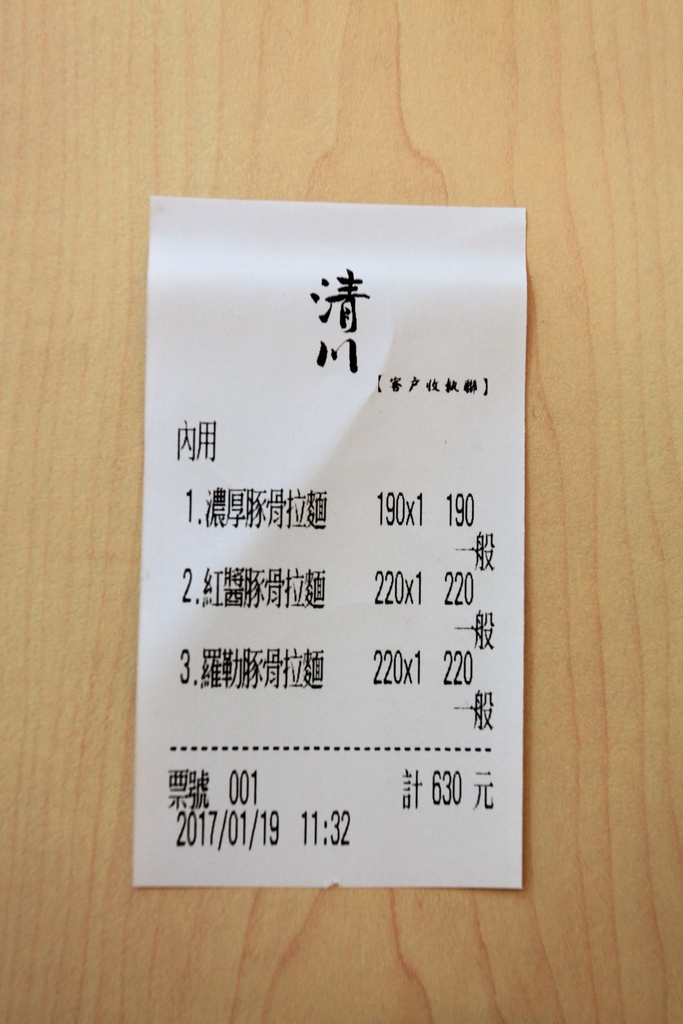 清
川
【客戶收執聯】
內用
1.濃厚豚骨拉麵 190x1 190
一般
2.紅醬豚骨拉麵 220x1 220
一般
3.羅勒豚骨拉麵 220x1 220
一般
票號 001 計 630 元
2017/01/19 11:32